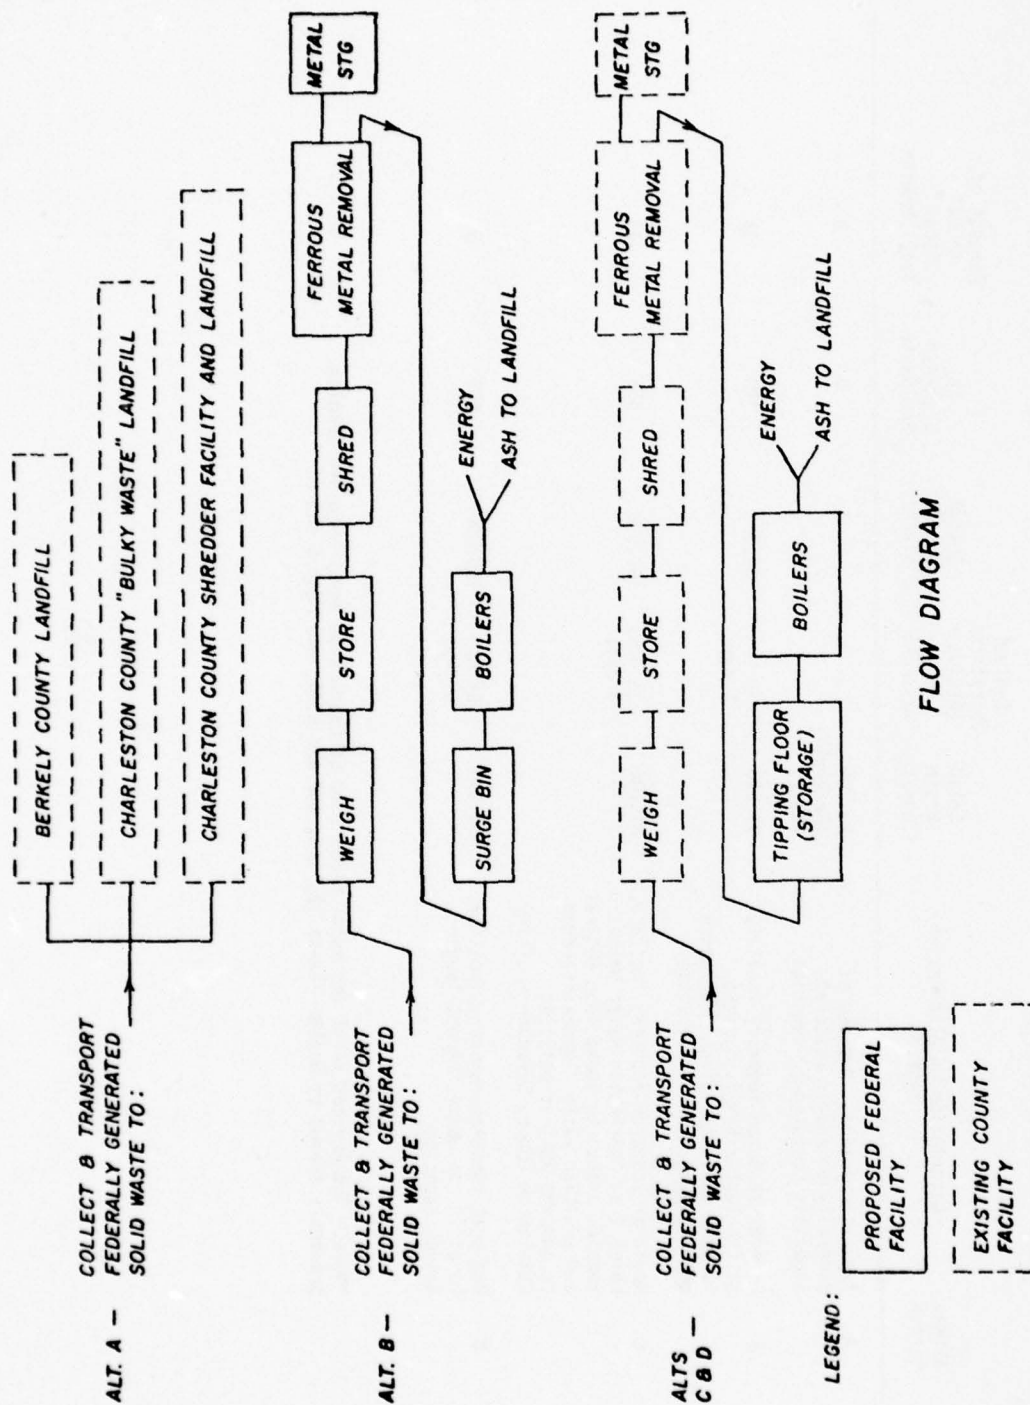 ALT. A —
COLLECT & TRANSPORT
FEDERALLY GENERATED
SOLID WASTE TO:
BERKELY COUNTY LANDFILL
CHARLESTON COUNTY "BULKY WASTE" LANDFILL
CHARLESTON COUNTY SHREDDER FACILITY AND LANDFILL
ALT. B —
COLLECT & TRANSPORT
FEDERALLY GENERATED
SOLID WASTE TO:
WEIGH
STORE
SHRED
FERROUS
METAL REMOVAL
METAL
STG
SURGE BIN
BOILERS
ENERGY
ASH TO LANDFILL
ALTS
C & D —
COLLECT & TRANSPORT
FEDERALLY GENERATED
SOLID WASTE TO:
WEIGH
STORE
SHRED
FERROUS
METAL REMOVAL
METAL
STG
TIPPING FLOOR
(STORAGE)
BOILERS
ENERGY
ASH TO LANDFILL
LEGEND:
PROPOSED FEDERAL
FACILITY
EXISTING COUNTY
FACILITY
FLOW DIAGRAM